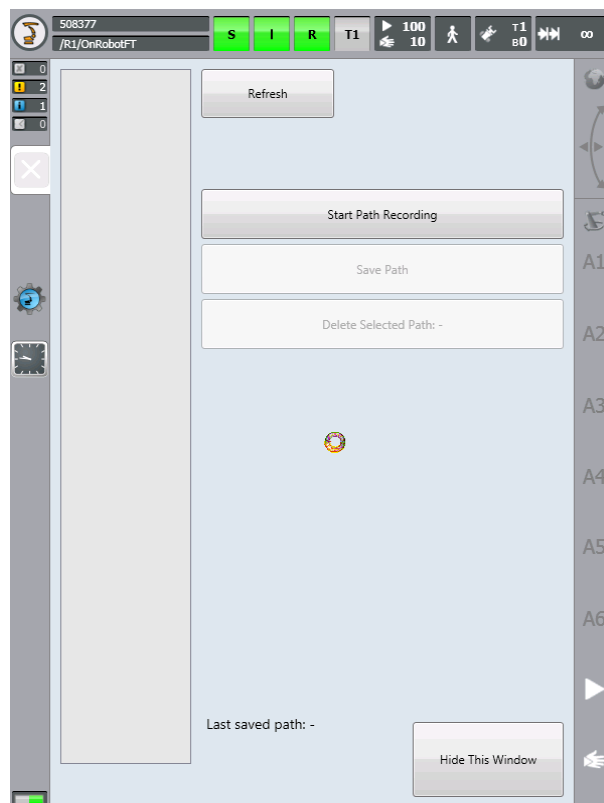 508377
/R1/OnRobotFT
S I R T1
100
10
T1
B0
∞
0
2
1
0
Refresh
Start Path Recording
Save Path
Delete Selected Path: -
A1
A2
A3
A4
A5
A6
Last saved path: -
Hide This Window